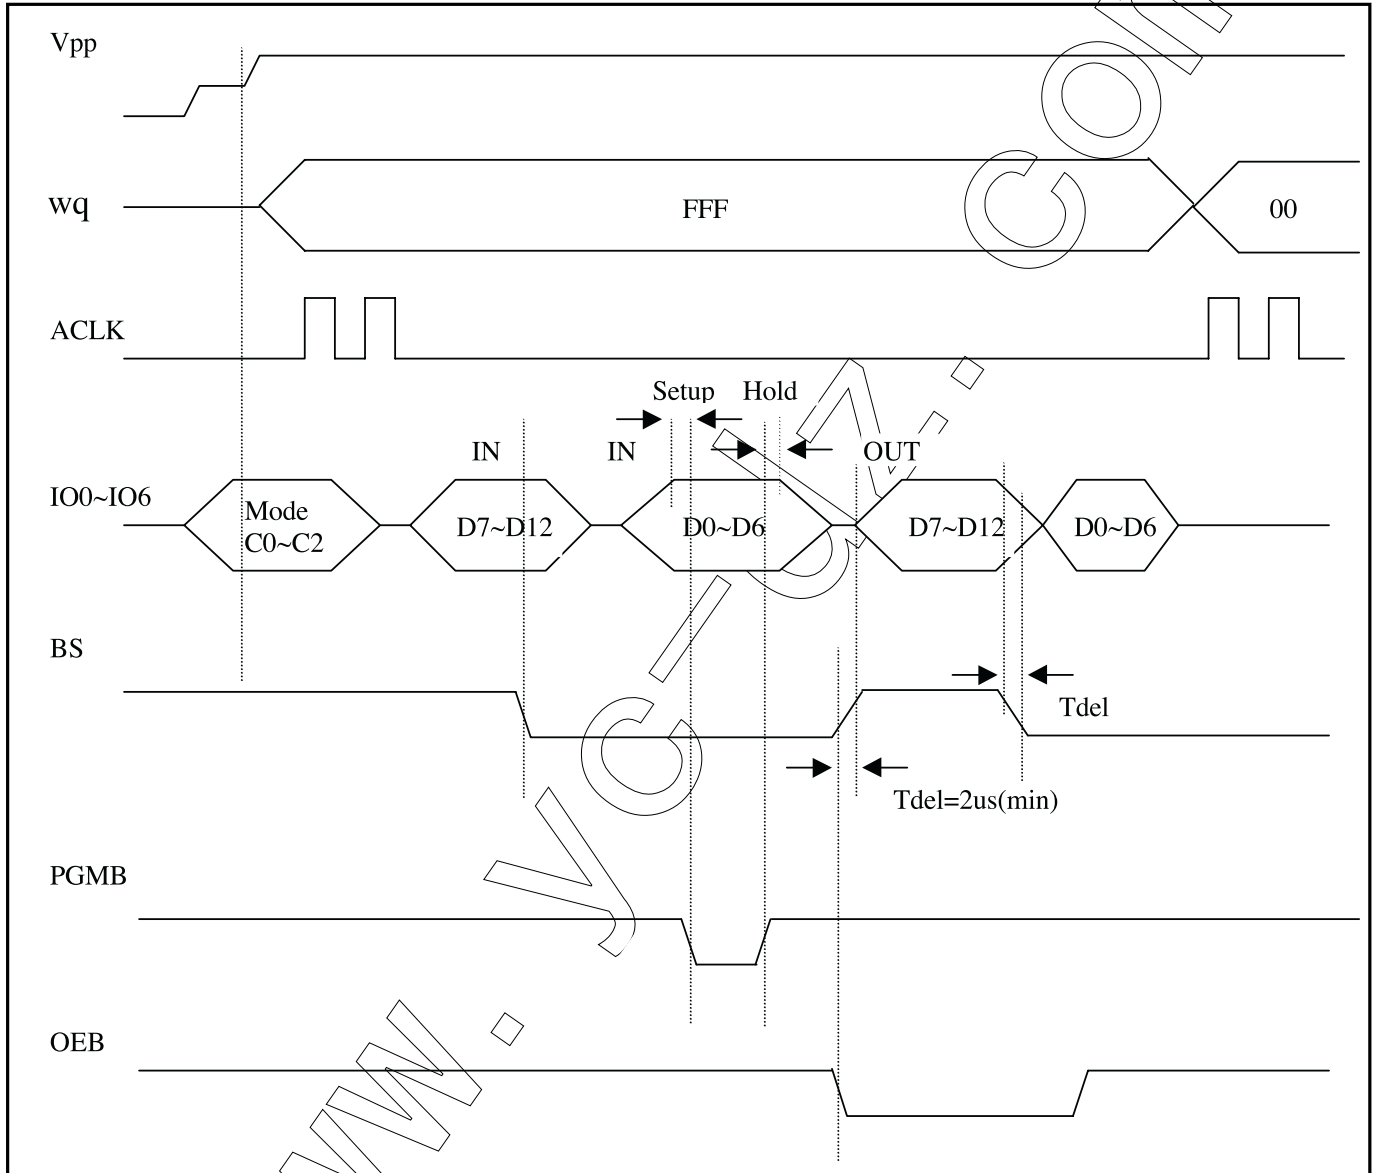 Vpp
wq
FFF
00
ACLK
Setup
Hold
IN
IN
OUT
IO0~IO6
Mode
C0~C2
D7~D12
D0~D6
D7~D12
D0~D6
BS
Tdel
Tdel=2us(min)
PGMB
OEB